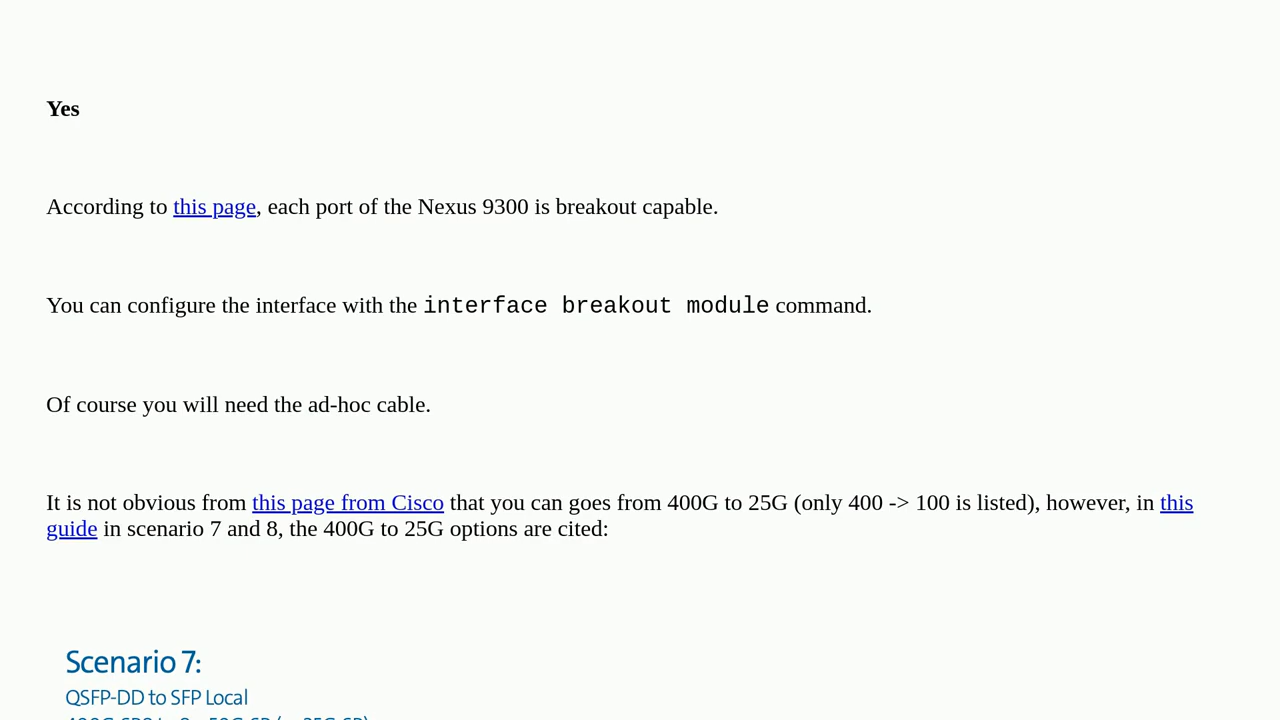 Yes
According to this page, each port of the Nexus 9300 is breakout capable.
You can configure the interface with the interface breakout module command.
Of course you will need the ad-hoc cable.
It is not obvious from this page from Cisco that you can goes from 400G to 25G (only 400 -> 100 is listed), however, in this
guide in scenario 7 and 8, the 400G to 25G options are cited:
Scenario 7:
QSFP-DD to SFP Local